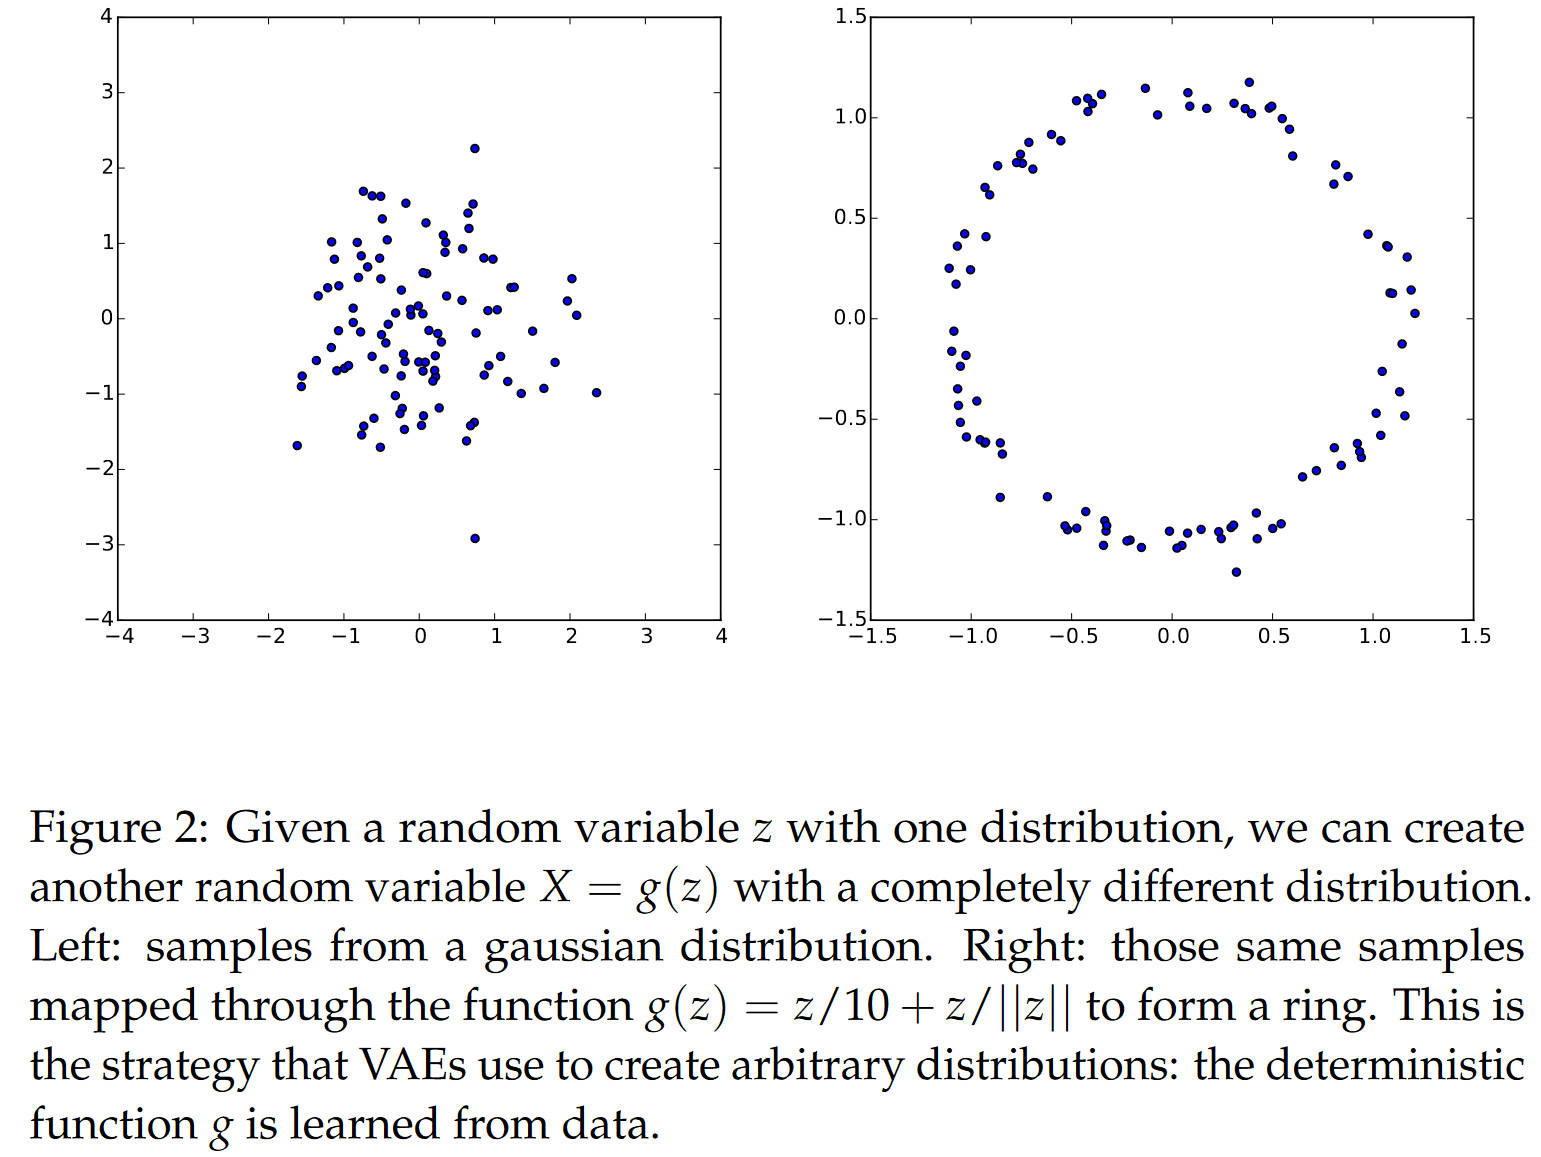 4
3
2
1
0
−1
−2
−3
−4
−4 −3 −2 −1 0 1 2 3 4
1.5
1.0
0.5
0.0
−0.5
−1.0
−1.5
−1.5 −1.0 −0.5 0.0 0.5 1.0 1.5
Figure 2: Given a random variable z with one distribution, we can create
another random variable X = g(z) with a completely different distribution.
Left: samples from a gaussian distribution. Right: those same samples
mapped through the function g(z) = z/10 + z/||z|| to form a ring. This is
the strategy that VAEs use to create arbitrary distributions: the deterministic
function g is learned from data.